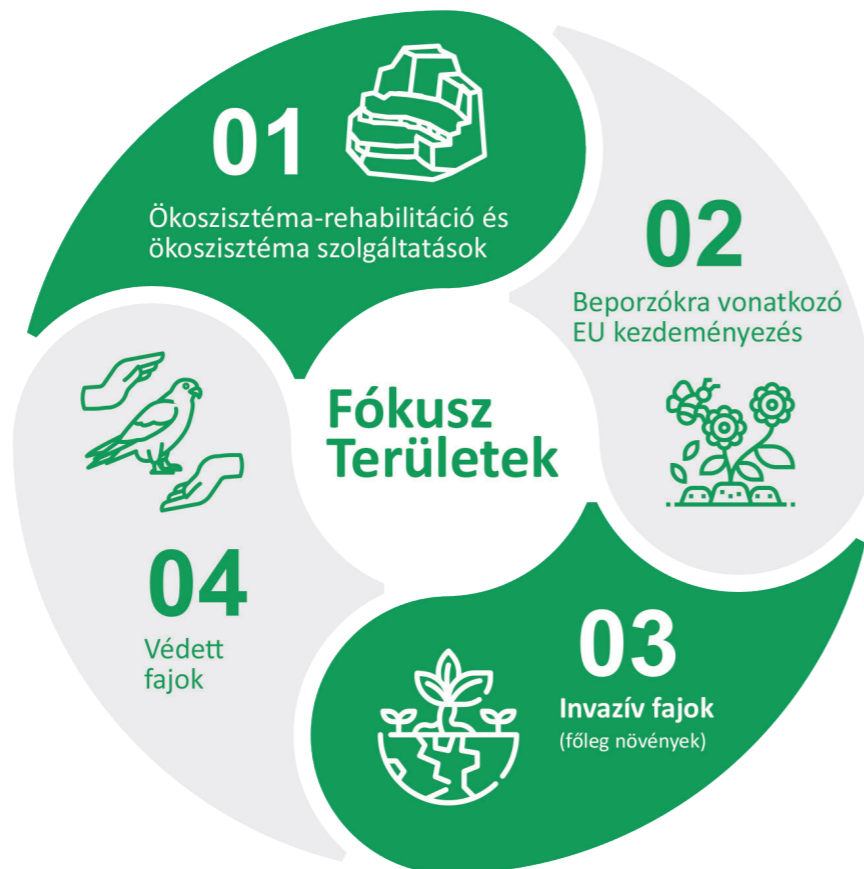 Fókusz
Területek
01
Ökoszisztéma-rehabilitáció és
ökoszisztéma szolgáltatások
02
Beporzókra vonatkozó
EU kezdeményezés
03
Invazív fajok
(főleg növények)
04
Védett
fajok